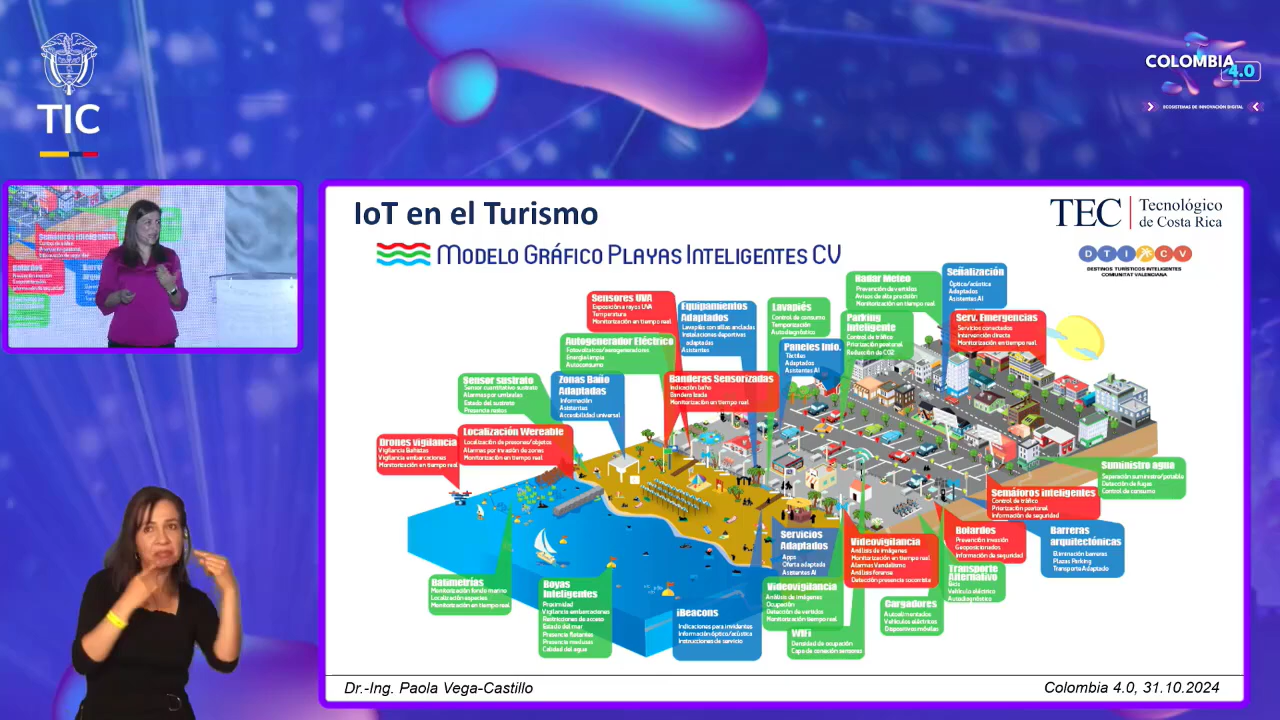 TIC
COLOMBIA
4.0
ECOSISTEMAS DE INNOVACIÓN DIGITAL
IoT en el Turismo
TEC
Tecnológico
de Costa Rica
MODELO GRÁFICO PLAYAS INTELIGENTES CV
DTI CV
DESTINOS TURÍSTICOS INTELIGENTES
COMUNITAT VALENCIANA
Radar Meteo
Prevención de vertidos
Avisos de alta precisión
Monitorización en tiempo real
Señalización
Óptico/acústica
Adaptados
Asistentes AI
Sensores UVA
Exposición a rayos UVA
Temperatura
Monitorización en tiempo real
Equipamientos
Adaptados
Lavapiés con sillas ancladas
Instalaciones deportivas
adaptadas
Asistentes
Lavapiés
Control de consumo
Temporización
Autodiagnóstico
Parking
Inteligente
Control de tráfico
Priorización peatonal
Reducción de CO2
Serv. Emergencias
Servicios conectados
Intervención directa
Monitorización en tiempo real
Autogenerador Eléctrico
Fotovoltaicos/aerogeneradores
Energía limpia
Autoconsumo
Paneles Info.
Táctiles
Adaptados
Asistentes AI
Sensor sustrato
Sensor cuantitativo sustrato
Alarmas por umbrales
Estado del sustrato
Presencia restos
Zonas Baño
Adaptadas
Información
Asistentes
Accesibilidad universal
Banderas Sensorizadas
Indicación baño
Bandera izada
Monitorización en tiempo real
Drones vigilancia
Vigilancia Bañistas
Vigilancia embarcaciones
Monitorización en tiempo real
Localización Wereable
Localización de personas/objetos
Alarmas por invasión de zonas
Monitorización en tiempo real
Suministro agua
Separación suministro/potable
Detección de fugas
Control de consumo
Semáforos inteligentes
Control de tráfico
Priorización peatonal
Información de seguridad
Servicios
Adaptados
Apps
Oferta adaptada
Asistentes AI
Videovigilancia
Análisis de imágenes
Monitorización en tiempo real
Alarmas Vandalismo
Análisis forense
Detección presencia socorrista
Bolardos
Prevención invasión
Geoposicionados
Información de seguridad
Barreras
arquitectónicas
Eliminación barreras
Plazas Parking
Transporte Adaptado
Transporte
Alternativo
Bicis
Vehículo eléctrico
Autodiagnóstico
Batimetrías
Monitorización fondo marino
Localización especies
Monitorización en tiempo real
Boyas
Inteligentes
Proximidad
Vigilancia embarcaciones
Restricciones de acceso
Estado del mar
Presencia flotantes
Presencia medusas
Calidad del agua
iBeacons
Indicaciones para invidentes
Información óptico/acústica
Instrucciones de servicio
Videovigilancia
Análisis de imágenes
Ocupación
Detección de vertidos
Monitorización tiempo real
Cargadores
Autoalimentados
Vehículos eléctricos
Dispositivos móviles
WiFi
Densidad de ocupación
Capa de conexión sensores
Dr.-Ing. Paola Vega-Castillo
Colombia 4.0, 31.10.2024